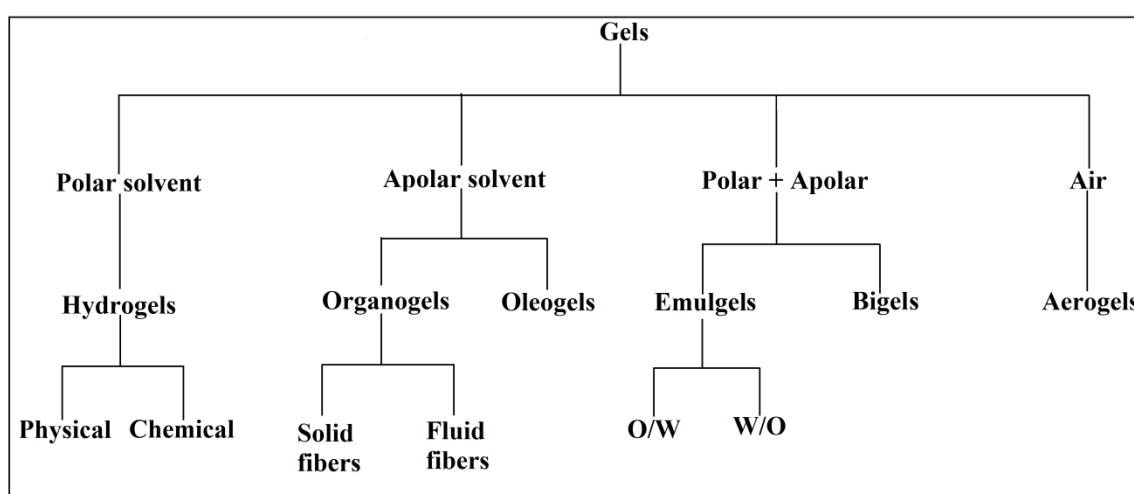 Gels
Polar solvent
Apolar solvent
Polar + Apolar
Air
Hydrogels
Organogels
Oleogels
Emulgels
Bigels
Aerogels
Physical
Chemical
Solid
fibers
Fluid
fibers
O/W
W/O